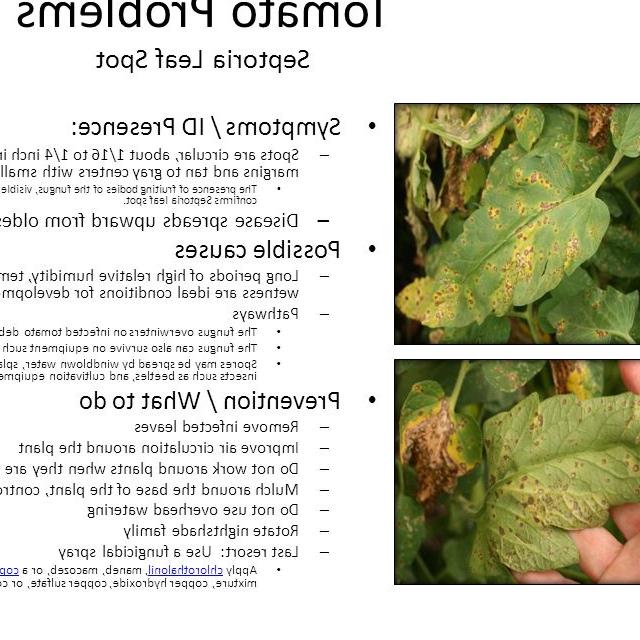 Tomato Problems
Septoria Leaf Spot
• Symptoms / ID Presence:
– Spots are circular, about 1/16 to 1/4 inch in
margins and tan to gray centers with small
• The presence of fruiting bodies of the fungus, visible
confirms Septoria leaf spot.
– Disease spreads upward from oldes
• Possible causes
– Long periods of high relative humidity, tem
wetness are ideal conditions for developm
– Pathways
• The fungus overwinters on infected tomato deb
• The fungus can also survive on equipment such
• Spores may be spread by windblown water, spla
insects such as beetles, and cultivation equipme
• Prevention / What to do
– Remove infected leaves
– Improve air circulation around the plant
– Do not work around plants when they are
– Mulch around the base of the plant, contro
– Do not use overhead watering
– Rotate nightshade family
– Last resort: Use a fungicidal spray
• Apply chlorothalonil, maneb, macozeb, or a copp
mixture, copper hydroxide, copper sulfate, or co